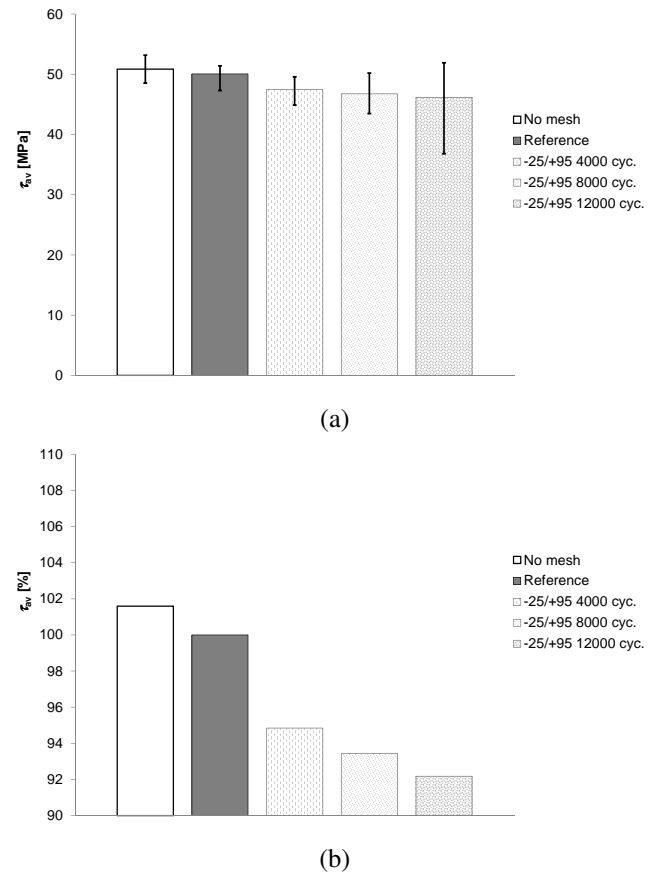 60
50
40
30
20
10
0
τav [MPa]
No mesh
Reference
-25/+95 4000 cyc.
-25/+95 8000 cyc.
-25/+95 12000 cyc.
(a)
110
108
106
104
102
100
98
96
94
92
90
τav [%]
No mesh
Reference
-25/+95 4000 cyc.
-25/+95 8000 cyc.
-25/+95 12000 cyc.
(b)